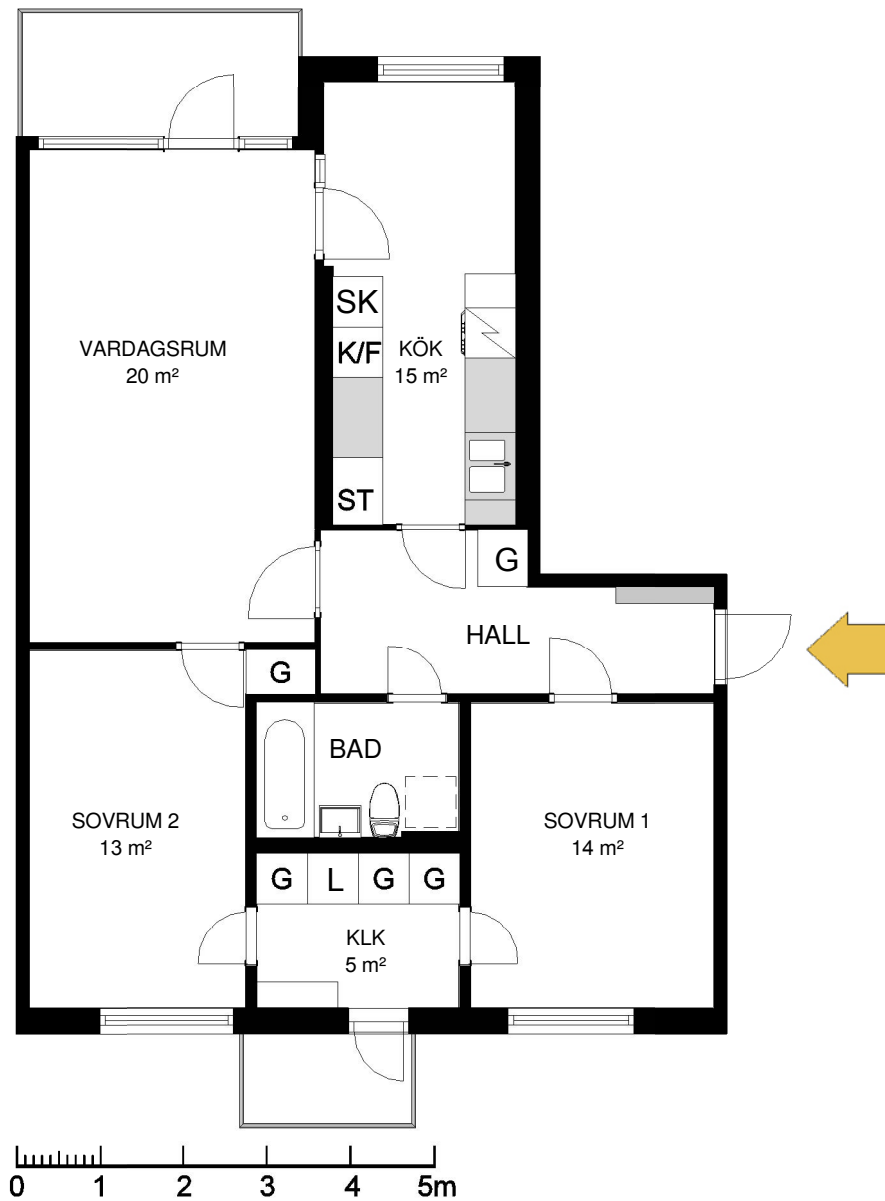 SK
VARDAGSRUM
20 m²
K/F
KÖK
15 m²
ST
G
HALL
G
BAD
SOVRUM 2
13 m²
SOVRUM 1
14 m²
G L G G
KLK
5 m²
0 1 2 3 4 5m